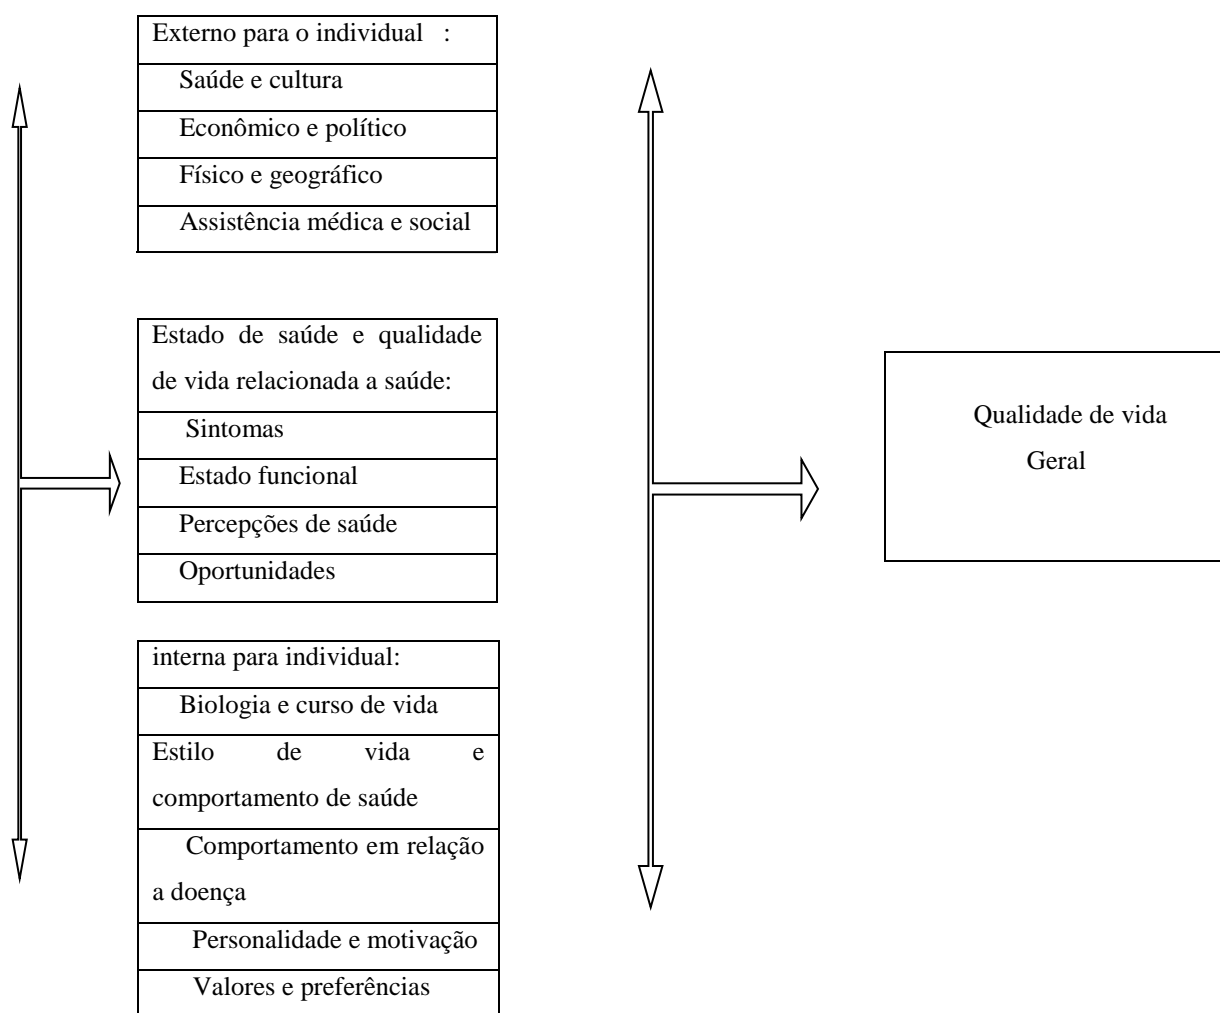 Externo para o individual :
Saúde e cultura
Econômico e político
Físico e geográfico
Assistência médica e social
Estado de saúde e qualidade
de vida relacionada a saúde:
Sintomas
Estado funcional
Percepções de saúde
Oportunidades
interna para individual:
Biologia e curso de vida
Estilo de vida e
comportamento de saúde
Comportamento em relação
a doença
Personalidade e motivação
Valores e preferências
Qualidade de vida
Geral